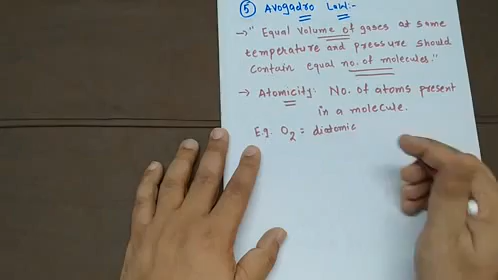 ⑤ Avogadro Law:-
→ "Equal Volume of gases at same
temperature and pressure should
contain equal no. of molecules."
→ Atomicity: No. of atoms present
in a molecule.
E.g. O₂ = diatomic